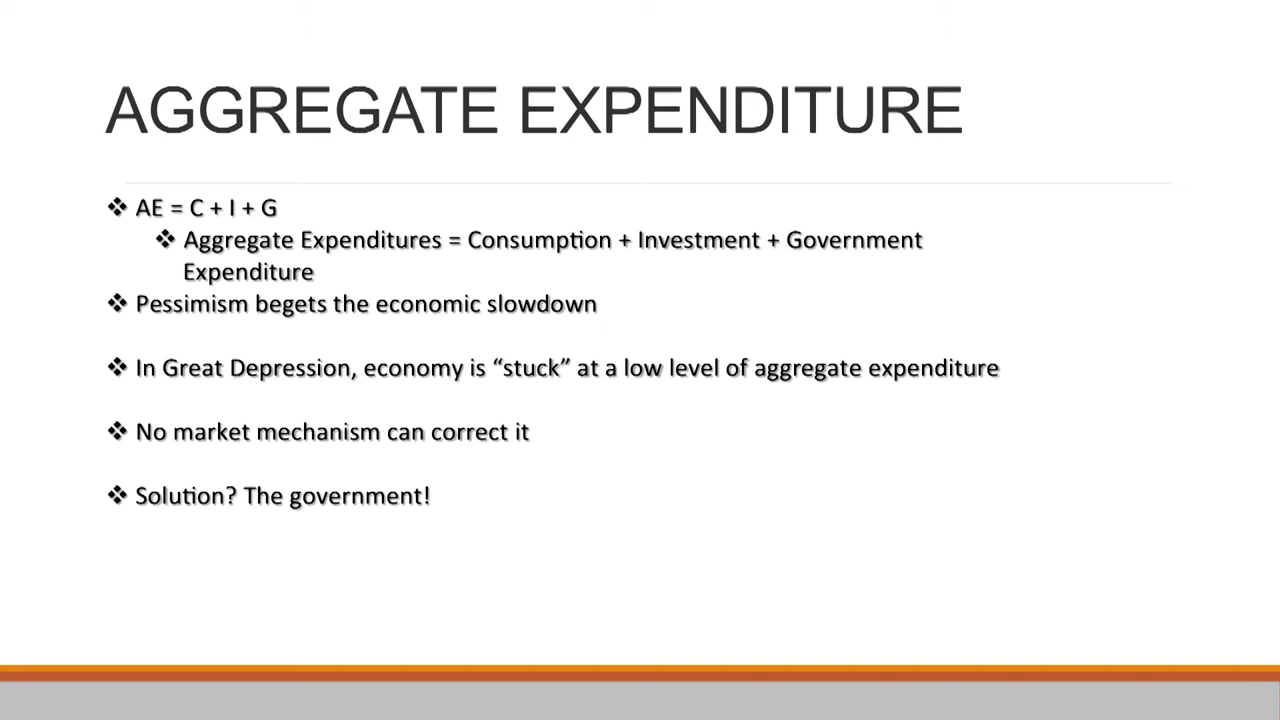 AGGREGATE EXPENDITURE
❖ AE = C + I + G
❖ Aggregate Expenditures = Consumption + Investment + Government
Expenditure
❖ Pessimism begets the economic slowdown
❖ In Great Depression, economy is “stuck” at a low level of aggregate expenditure
❖ No market mechanism can correct it
❖ Solution? The government!